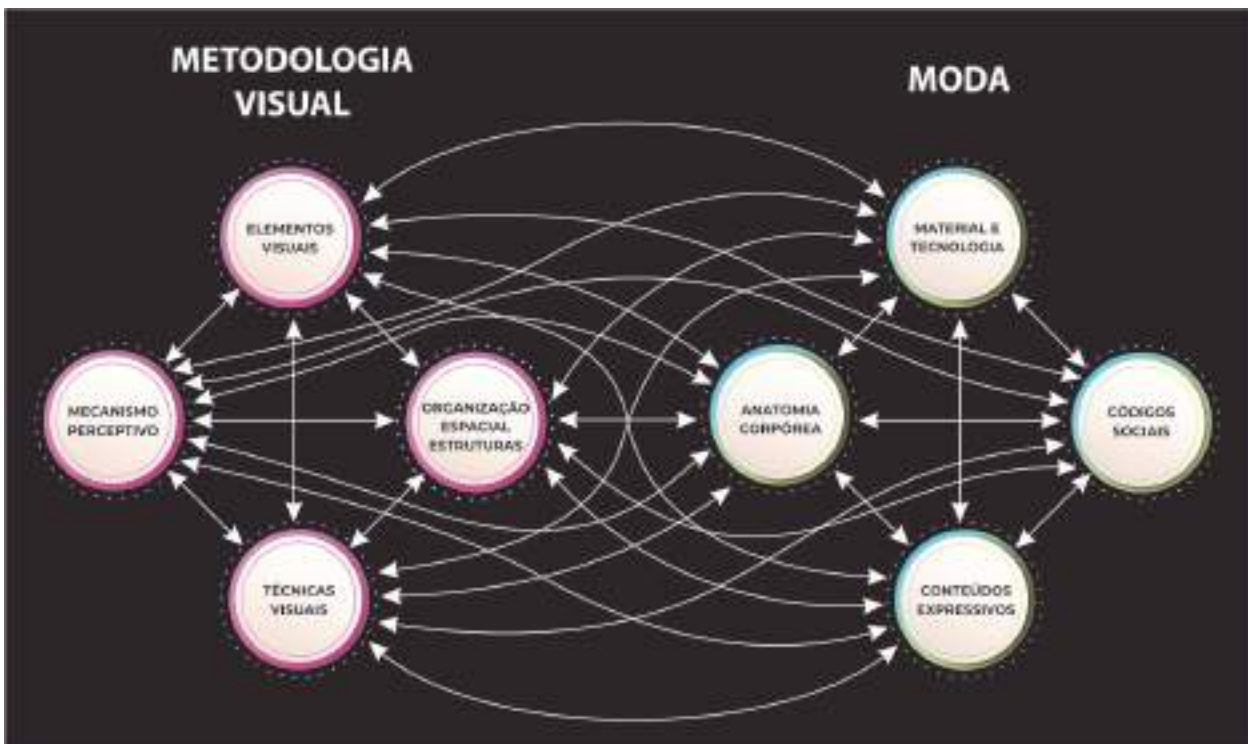 METODOLOGIA
VISUAL
MODA
ELEMENTOS
VISUAIS
MATERIAL E
TECNOLOGIA
MECANISMO
PERCEPTIVO
ORGANIZAÇÃO
ESPACIAL
ESTRUTURAS
ANATOMIA
CORPÓREA
CÓDIGOS
SOCIAIS
TÉCNICAS
VISUAIS
CONTEÚDOS
EXPRESSIVOS